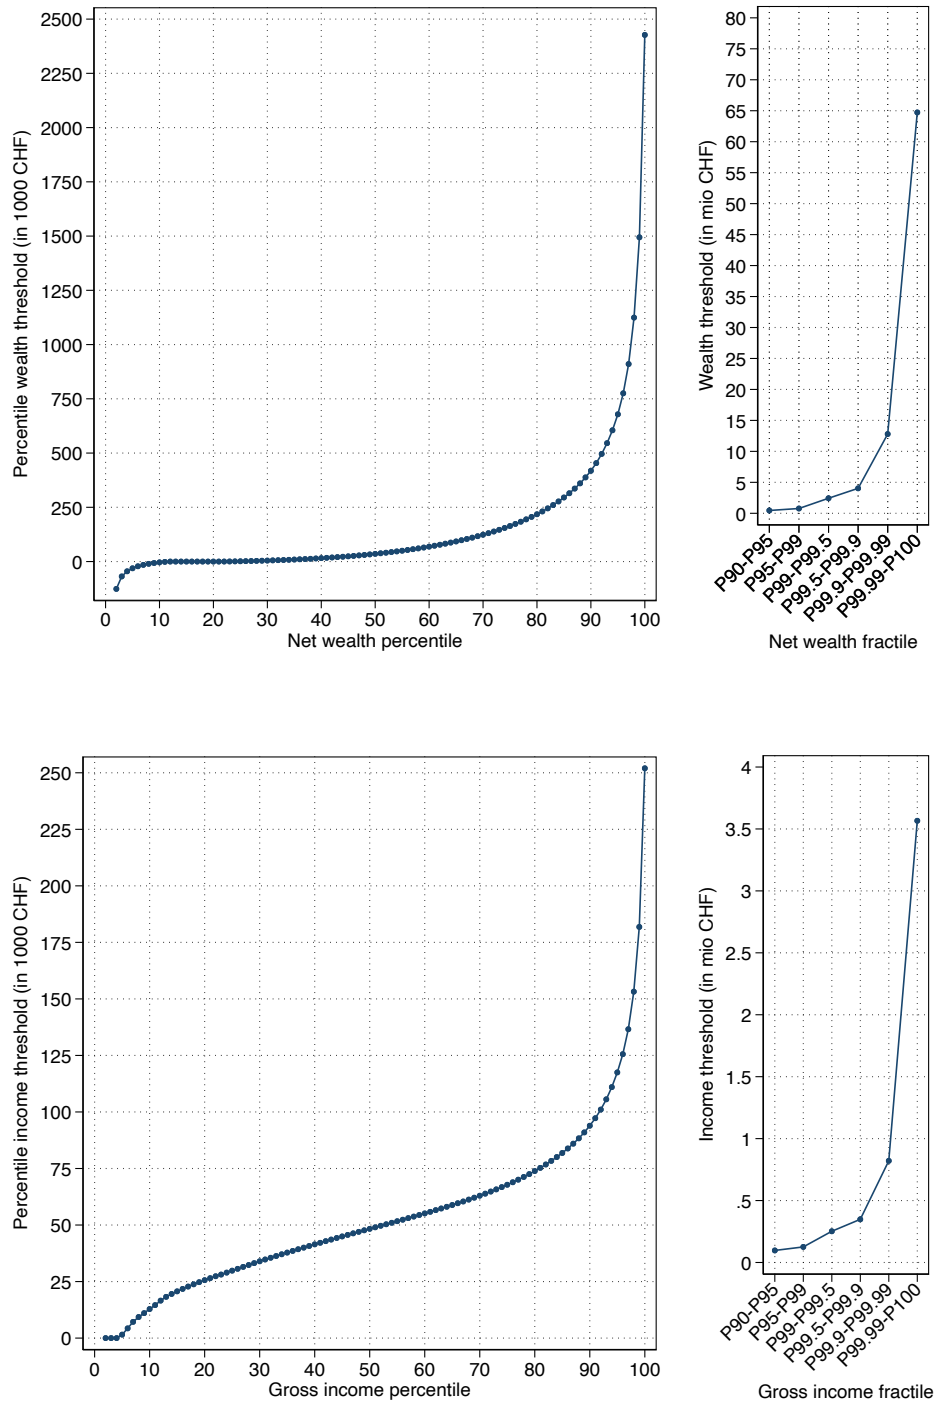 Percentile wealth threshold (in 1000 CHF)
2500
2250
2000
1750
1500
1250
1000
750
500
250
0
0 10 20 30 40 50 60 70 80 90 100
Net wealth percentile
Wealth threshold (in mio CHF)
80
75
70
65
60
55
50
45
40
35
30
25
20
15
10
5
0
P90-P95
P95-P99
P99-P99.5
P99.5-P99.9
P99.9-P99.99
P99.99-P100
Net wealth fractile
Percentile income threshold (in 1000 CHF)
250
225
200
175
150
125
100
75
50
25
0
0 10 20 30 40 50 60 70 80 90 100
Gross income percentile
Income threshold (in mio CHF)
4
3.5
3
2.5
2
1.5
1
.5
0
P90-P95
P95-P99
P99-P99.5
P99.5-P99.9
P99.9-P99.99
P99.99-P100
Gross income fractile